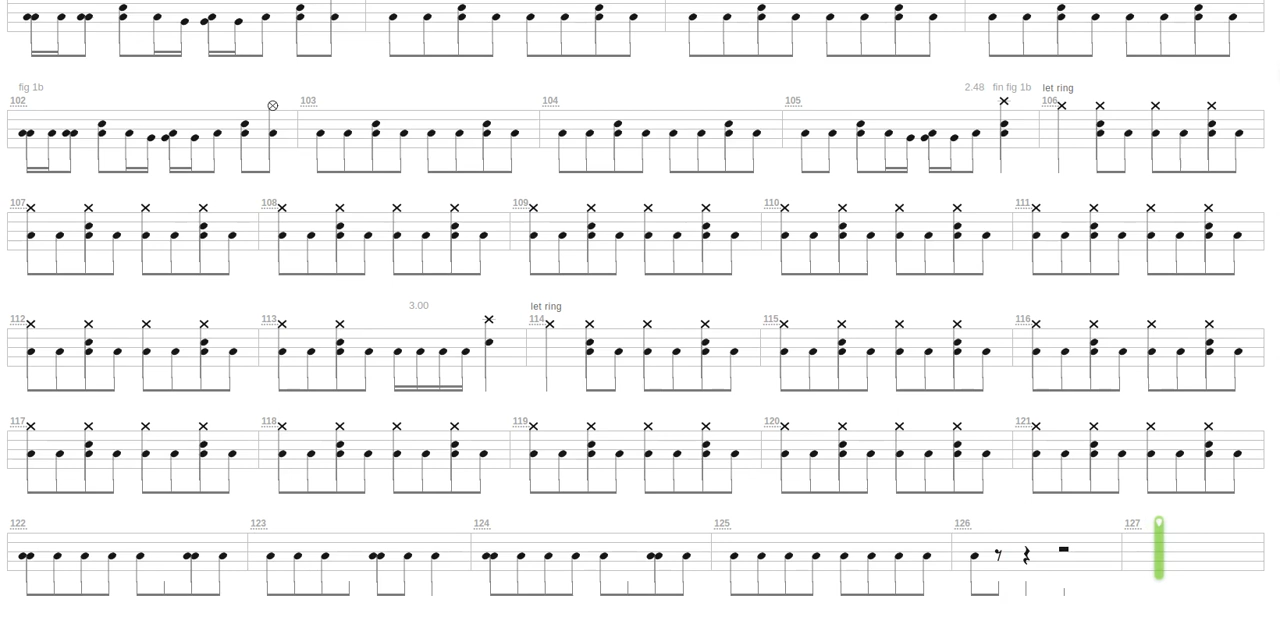 fig 1b
2.48 fin fig 1b let ring
102 103 104 105 106
107 108 109 110 111
3.00 let ring
112 113 114 115 116
117 118 119 120 121
122 123 124 125 126 127